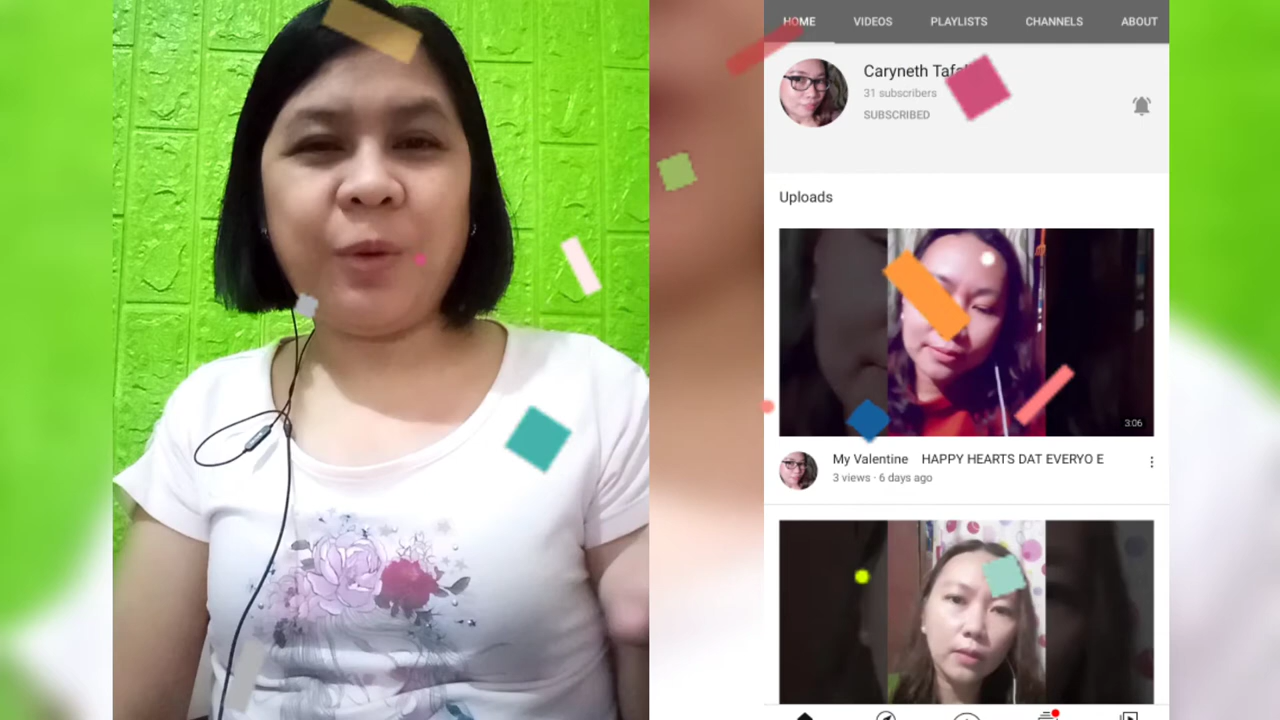 HOME VIDEOS PLAYLISTS CHANNELS ABOUT
Caryneth
31 subscribers
SUBSCRIBED
Uploads
3:06
My Valentine HAPPY HEARTS DAT EVERYO E
3 views · 6 days ago